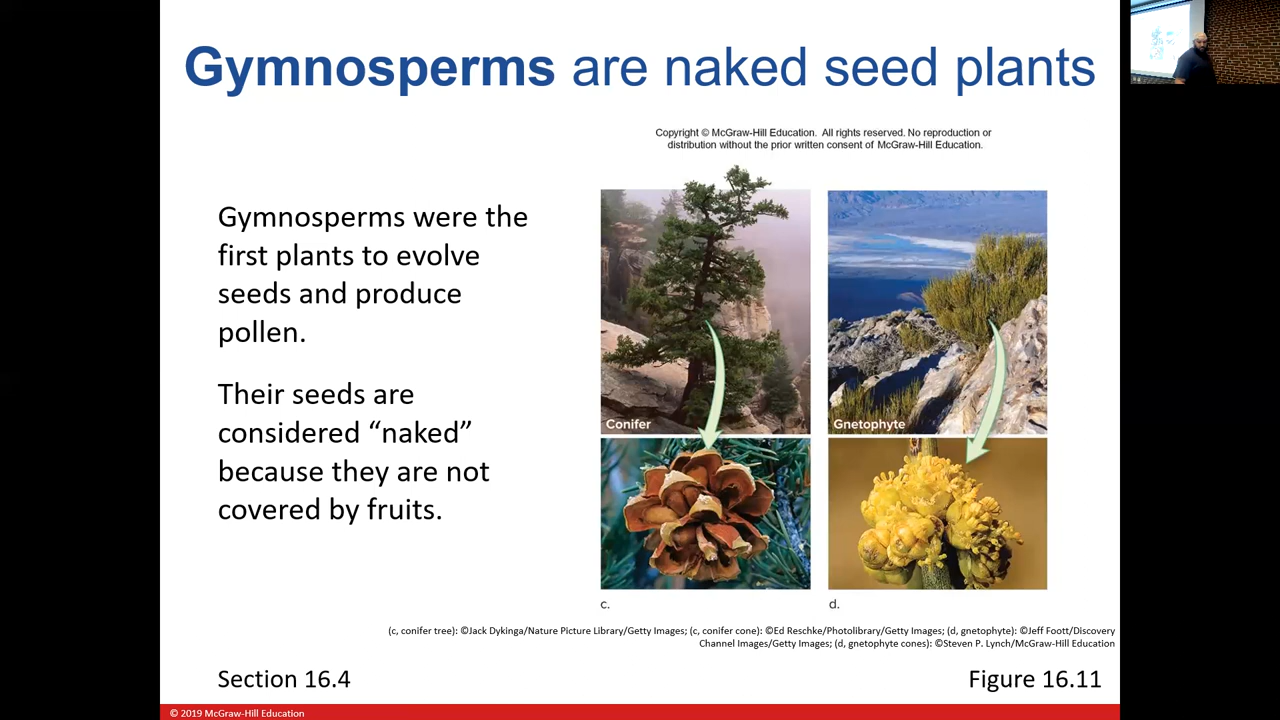 Gymnosperms are naked seed plants
Copyright © McGraw-Hill Education. All rights reserved. No reproduction or
distribution without the prior written consent of McGraw-Hill Education.
Gymnosperms were the
first plants to evolve
seeds and produce
pollen.
Their seeds are
considered “naked”
because they are not
covered by fruits.
Conifer
Gnetophyte
c.
d.
(c, conifer tree): ©Jack Dykinga/Nature Picture Library/Getty Images; (c, conifer cone): ©Ed Reschke/Photolibrary/Getty Images; (d, gnetophyte): ©Jeff Foott/Discovery
Channel Images/Getty Images; (d, gnetophyte cones): ©Steven P. Lynch/McGraw-Hill Education
Section 16.4
Figure 16.11
© 2019 McGraw-Hill Education